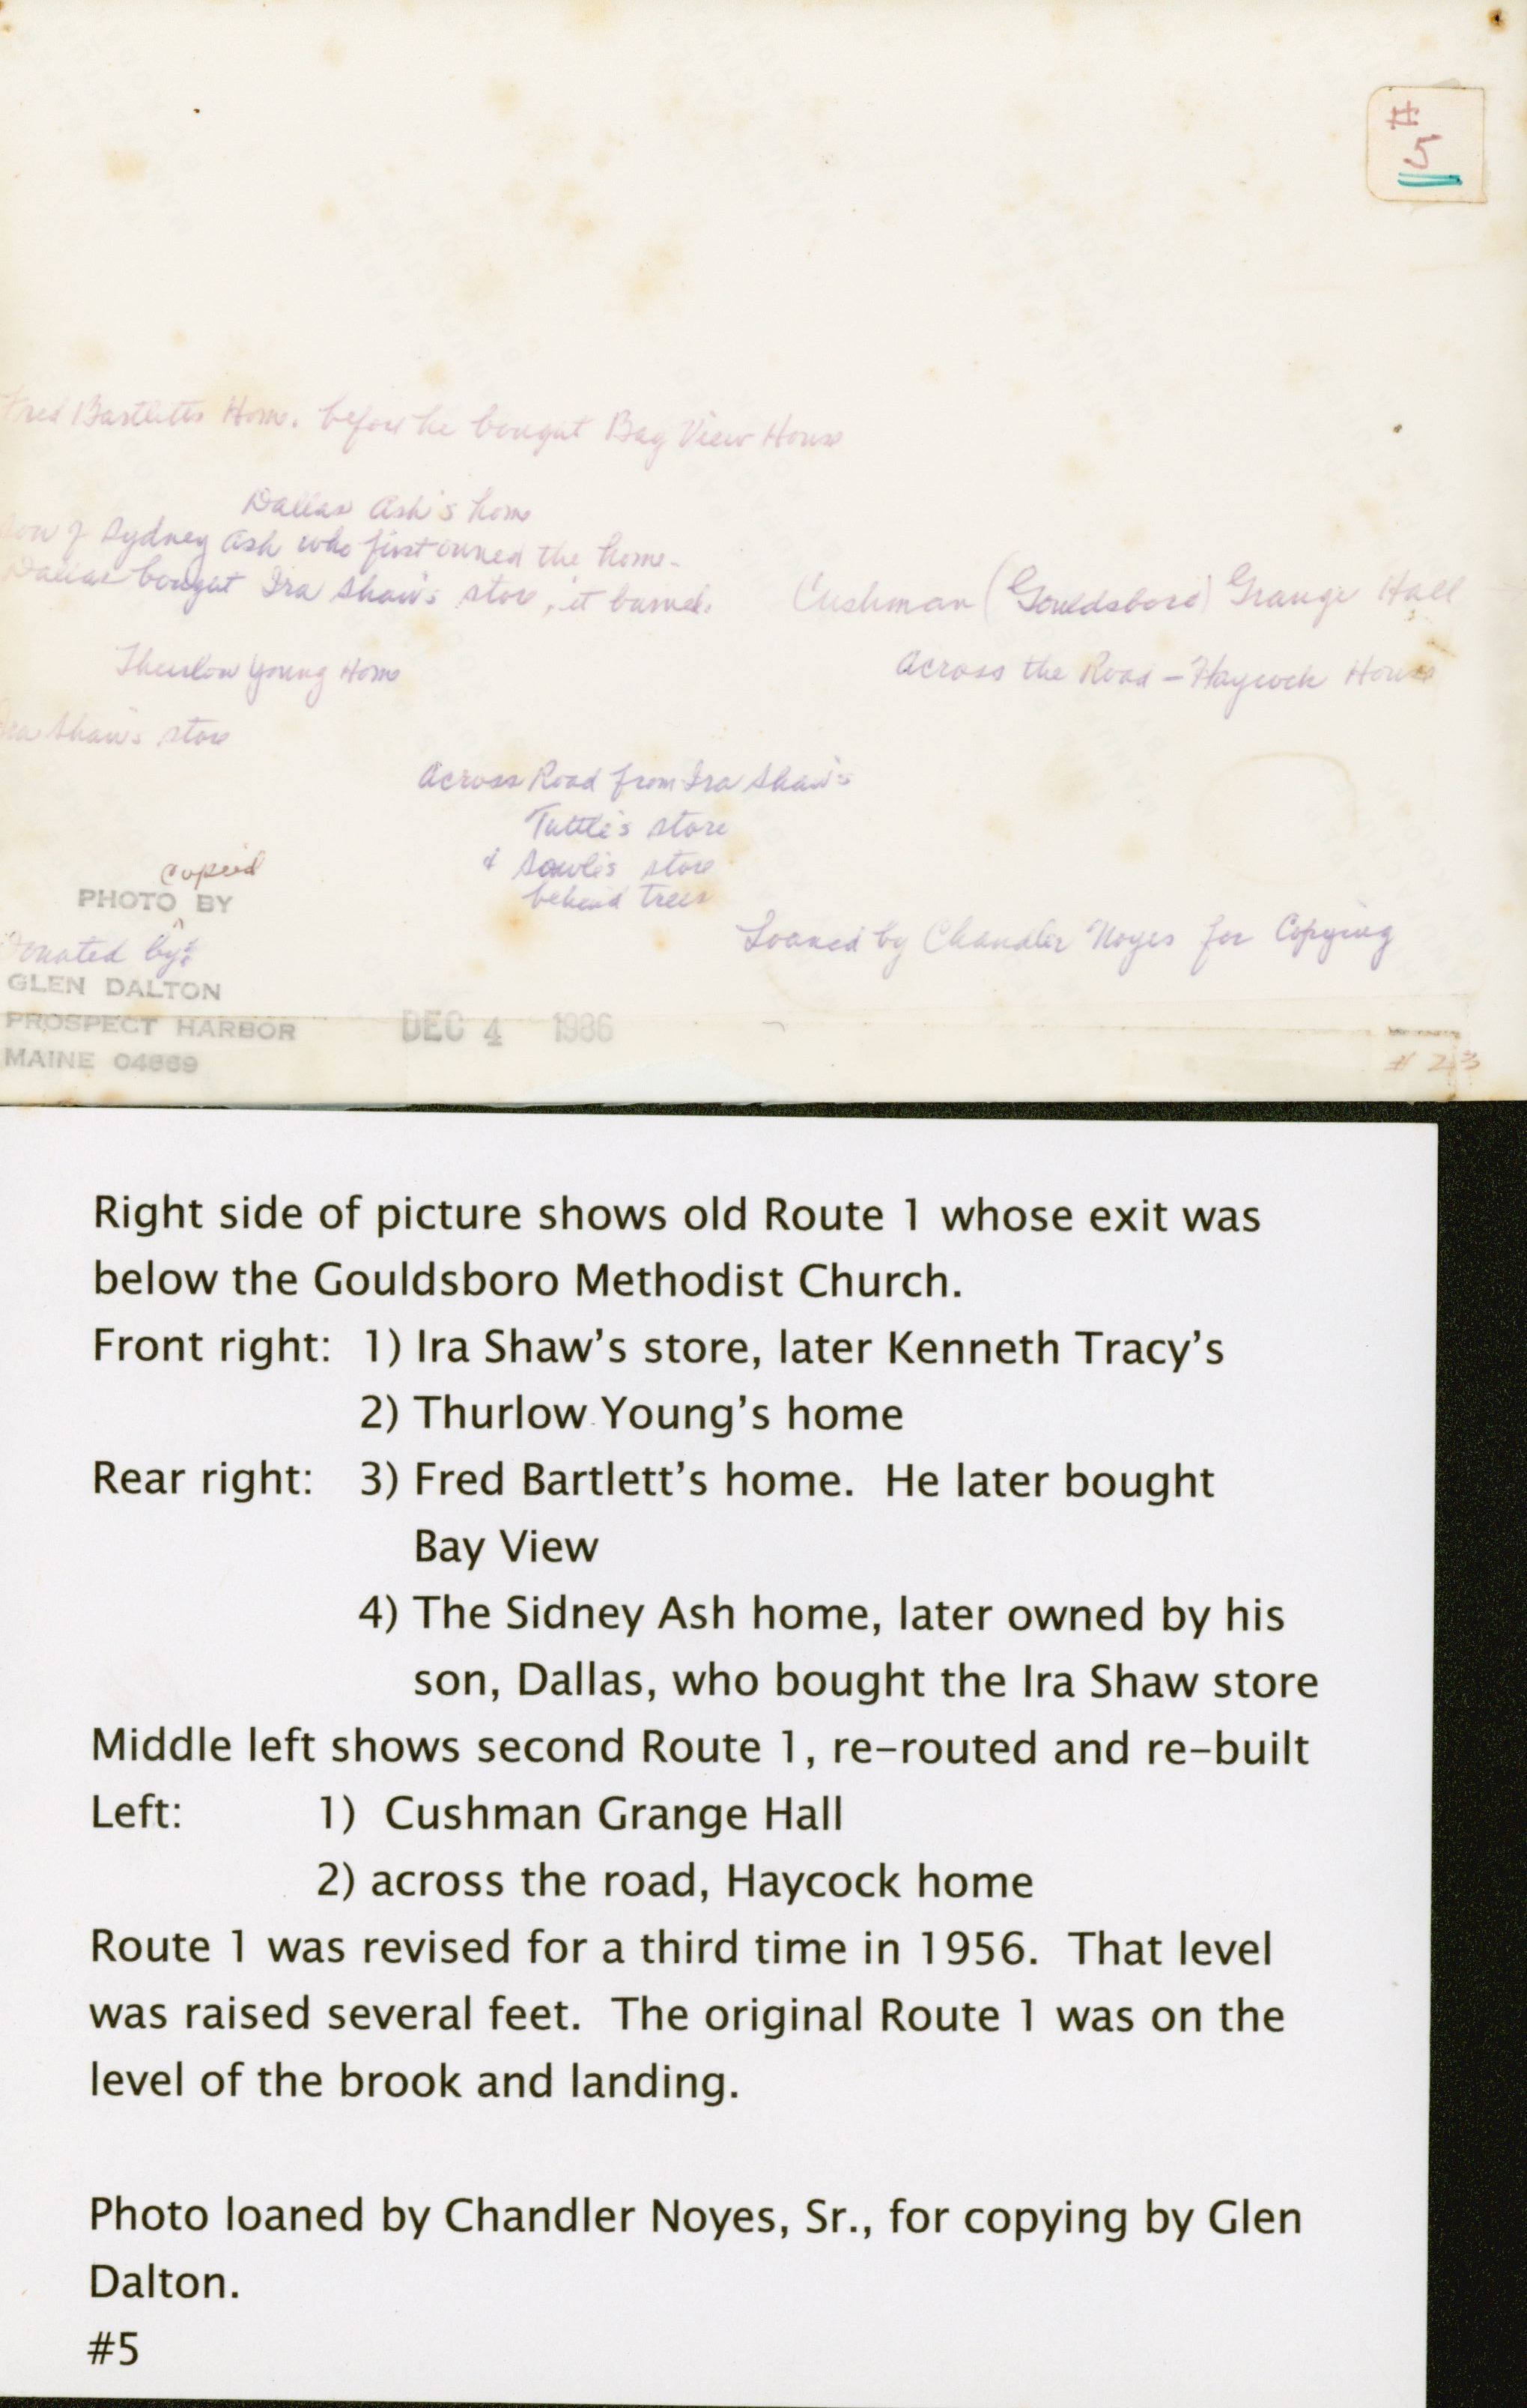 #
5
Fred Bartletts Home. before he bought Bay View House
Dallas Ash's home
son of Sydney Ash who first owned the home.
Dallas bought Ira Shaw's store, it burned.
Cushman (Gouldsboro) Grange Hall
Across the Road - Haycock House
Thurlow Young Home
Ira Shaw's store
Across Road from Ira Shaw's
Tuttle's store
& Sowle's store
behind trees
copied
PHOTO BY
^
Donated by:
GLEN DALTON
PROSPECT HARBOR
MAINE 04669
DEC 4 1986
Loaned by Chandler Noyes for Copying
# 23
Right side of picture shows old Route 1 whose exit was
below the Gouldsboro Methodist Church.
Front right: 1) Ira Shaw's store, later Kenneth Tracy's
2) Thurlow Young's home
Rear right: 3) Fred Bartlett's home. He later bought
Bay View
4) The Sidney Ash home, later owned by his
son, Dallas, who bought the Ira Shaw store
Middle left shows second Route 1, re-routed and re-built
Left: 1) Cushman Grange Hall
2) across the road, Haycock home
Route 1 was revised for a third time in 1956. That level
was raised several feet. The original Route 1 was on the
level of the brook and landing.
Photo loaned by Chandler Noyes, Sr., for copying by Glen
Dalton.
#5